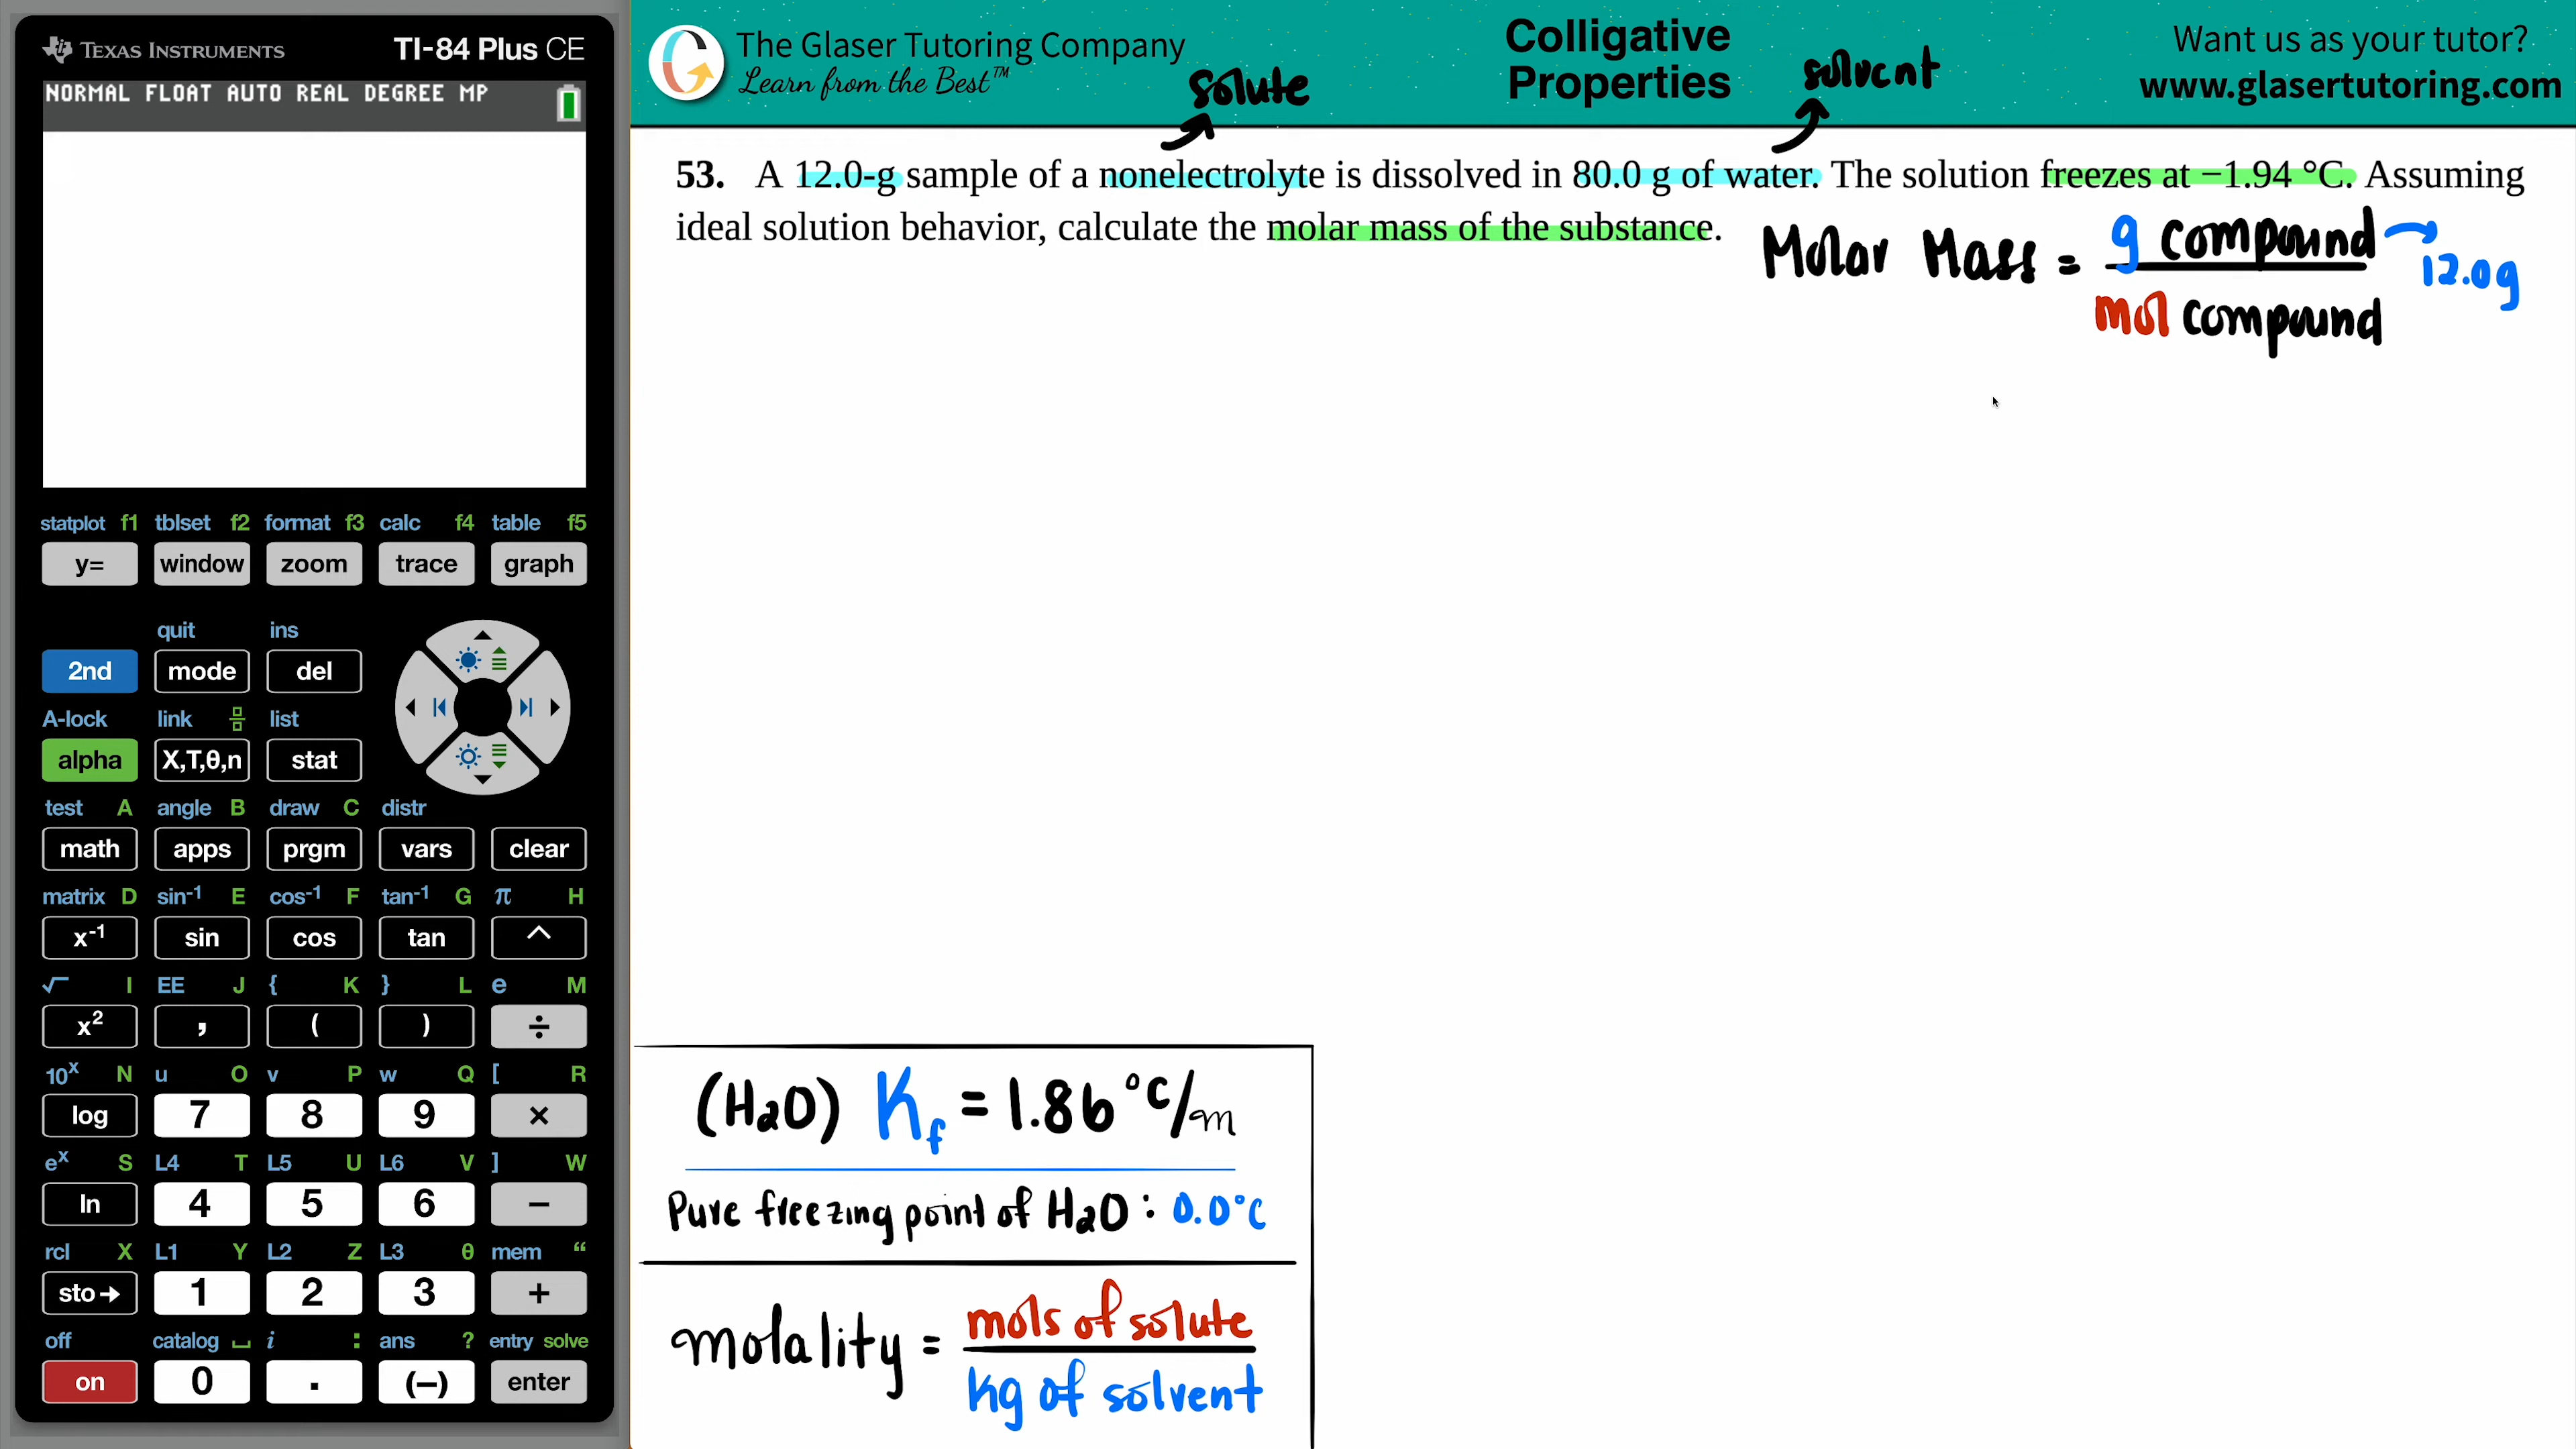 TEXAS INSTRUMENTS TI-84 Plus CE
NORMAL FLOAT AUTO REAL DEGREE MP
statplot f1 tblset f2 format f3 calc f4 table f5
y= window zoom trace graph
quit ins
2nd mode del
A-lock link list
alpha X,T,θ,n stat
test A angle B draw C distr
math apps prgm vars clear
matrix D sin⁻¹ E cos⁻¹ F tan⁻¹ G π H
x⁻¹ sin cos tan ^
√ I EE J { K } L e M
x² , ( ) ÷
10ˣ N u O v P w Q [ R
log 7 8 9 ×
eˣ S L4 T L5 U L6 V ] W
ln 4 5 6 −
rcl X L1 Y L2 Z L3 θ mem “
sto→ 1 2 3 +
off catalog ⎵ i : ans ? entry solve
on 0 . (−) enter
The Glaser Tutoring Company
Learn from the Best™
Colligative
Properties
Want us as your tutor?
www.glasertutoring.com
solute
solvent
53. A 12.0-g sample of a nonelectrolyte is dissolved in 80.0 g of water. The solution freezes at −1.94 °C. Assuming
ideal solution behavior, calculate the molar mass of the substance.
Molar Mass = g compound → 12.0g
mol compound
(H₂O) Kf = 1.86 °C/m
Pure freezing point of H₂O : 0.0°C
molality = mols of solute
kg of solvent